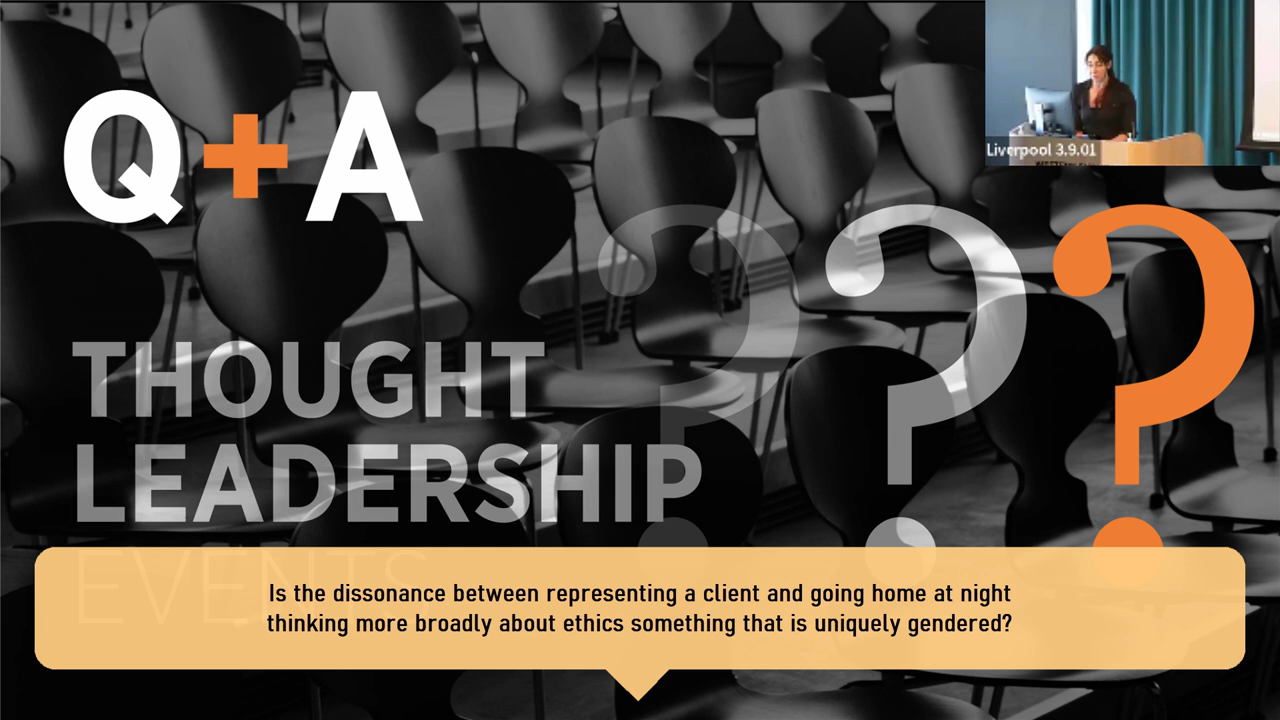 Q+A
Liverpool 3.9.01
THOUGHT
LEADERSHIP
EVENTS
Is the dissonance between representing a client and going home at night
thinking more broadly about ethics something that is uniquely gendered?